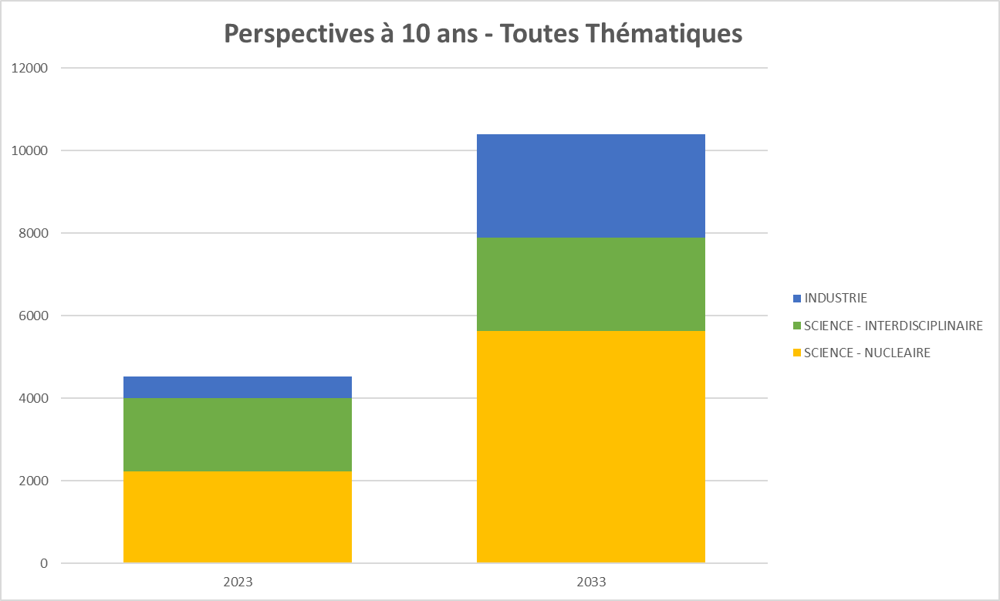 Perspectives à 10 ans - Toutes Thématiques
12000
10000
8000
6000
4000
2000
0
2023
2033
INDUSTRIE
SCIENCE - INTERDISCIPLINAIRE
SCIENCE - NUCLEAIRE